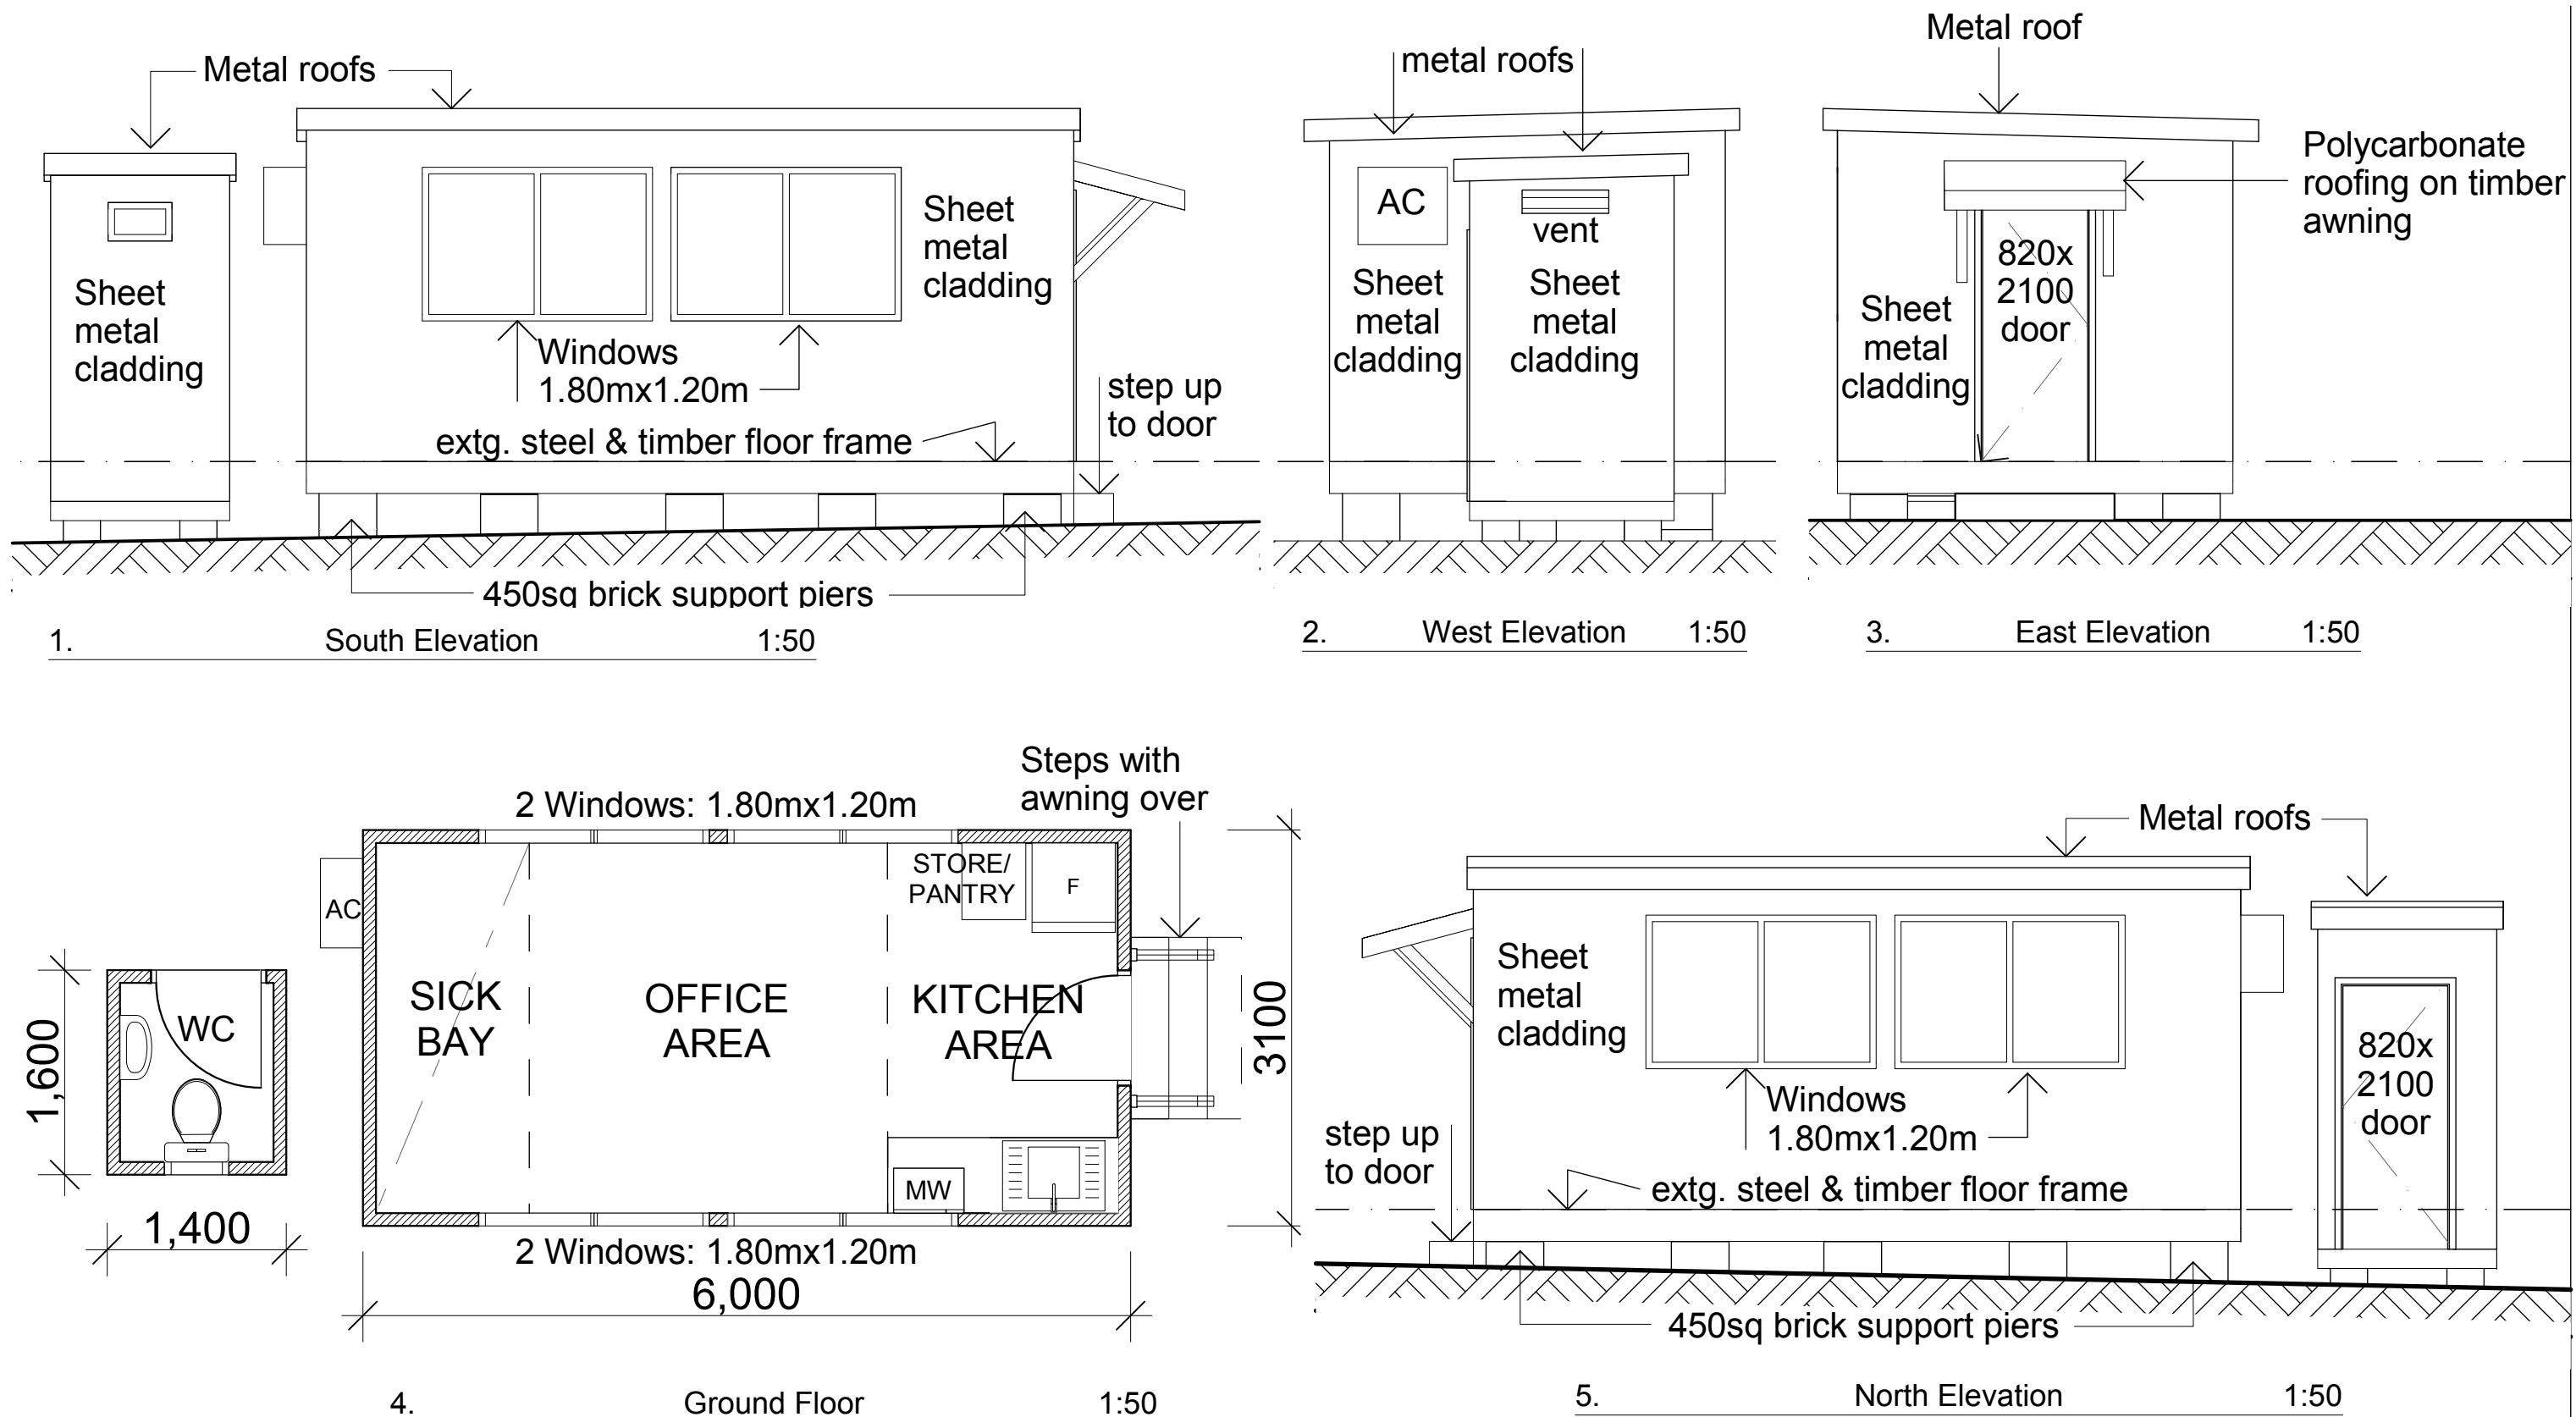 Metal roofs
Sheet
metal
cladding
Sheet
metal
cladding
Windows
1.80mx1.20m
step up
to door
extg. steel & timber floor frame
450sq brick support piers
1. South Elevation 1:50
metal roofs
AC
vent
Sheet
metal
cladding
Sheet
metal
cladding
2. West Elevation 1:50
Metal roof
Polycarbonate
roofing on timber
awning
820x
2100
door
Sheet
metal
cladding
3. East Elevation 1:50
Steps with
awning over
2 Windows: 1.80mx1.20m
STORE/
PANTRY
F
AC
SICK
BAY
OFFICE
AREA
KITCHEN
AREA
WC
MW
1,600
1,400
3100
2 Windows: 1.80mx1.20m
6,000
4. Ground Floor 1:50
Metal roofs
Sheet
metal
cladding
820x
2100
door
Windows
1.80mx1.20m
step up
to door
extg. steel & timber floor frame
450sq brick support piers
5. North Elevation 1:50